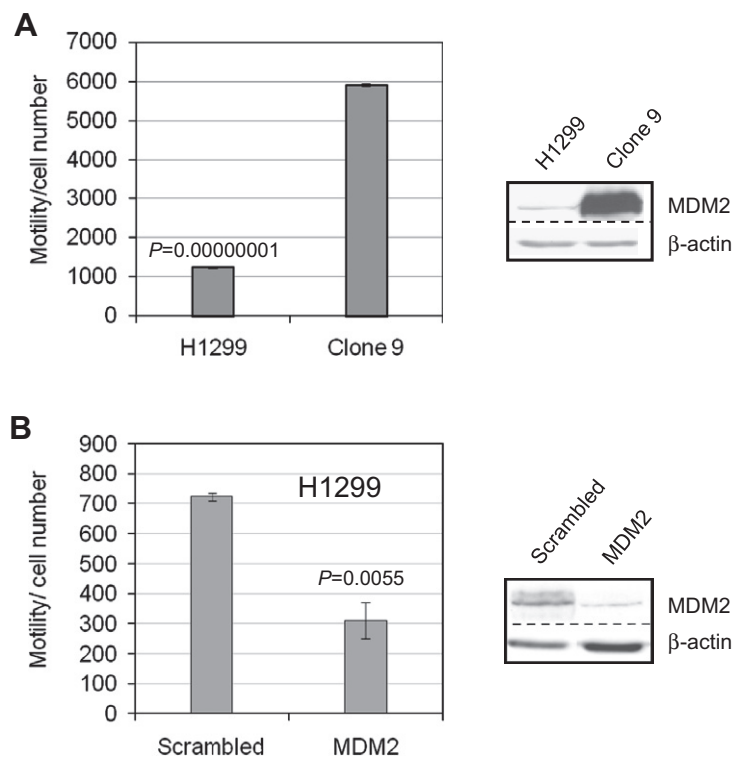 A
Motility/cell number
7000
6000
5000
4000
3000
2000
1000
0
P=0.00000001
H1299
Clone 9
H1299
Clone 9
MDM2
β-actin
B
Motility/ cell number
900
800
700
600
500
400
300
200
100
0
H1299
P=0.0055
Scrambled
MDM2
Scrambled
MDM2
MDM2
β-actin